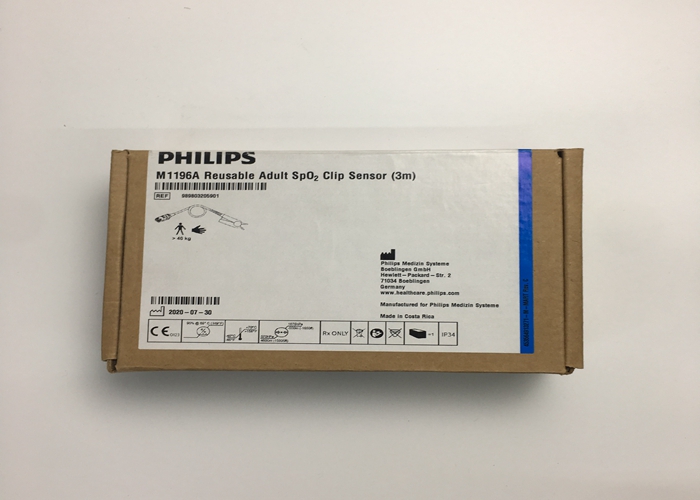 PHILIPS
M1196A Reusable Adult SpO₂ Clip Sensor (3m)
REF 989803205901
> 40 kg
Philips Medizin Systeme
Boeblingen GmbH
Hewlett-Packard-Str. 2
71034 Boeblingen
Germany
www.healthcare.philips.com
Manufactured for Philips Medizin Systeme
Made in Costa Rica
2020-07-30
CE
Rx ONLY
IP34